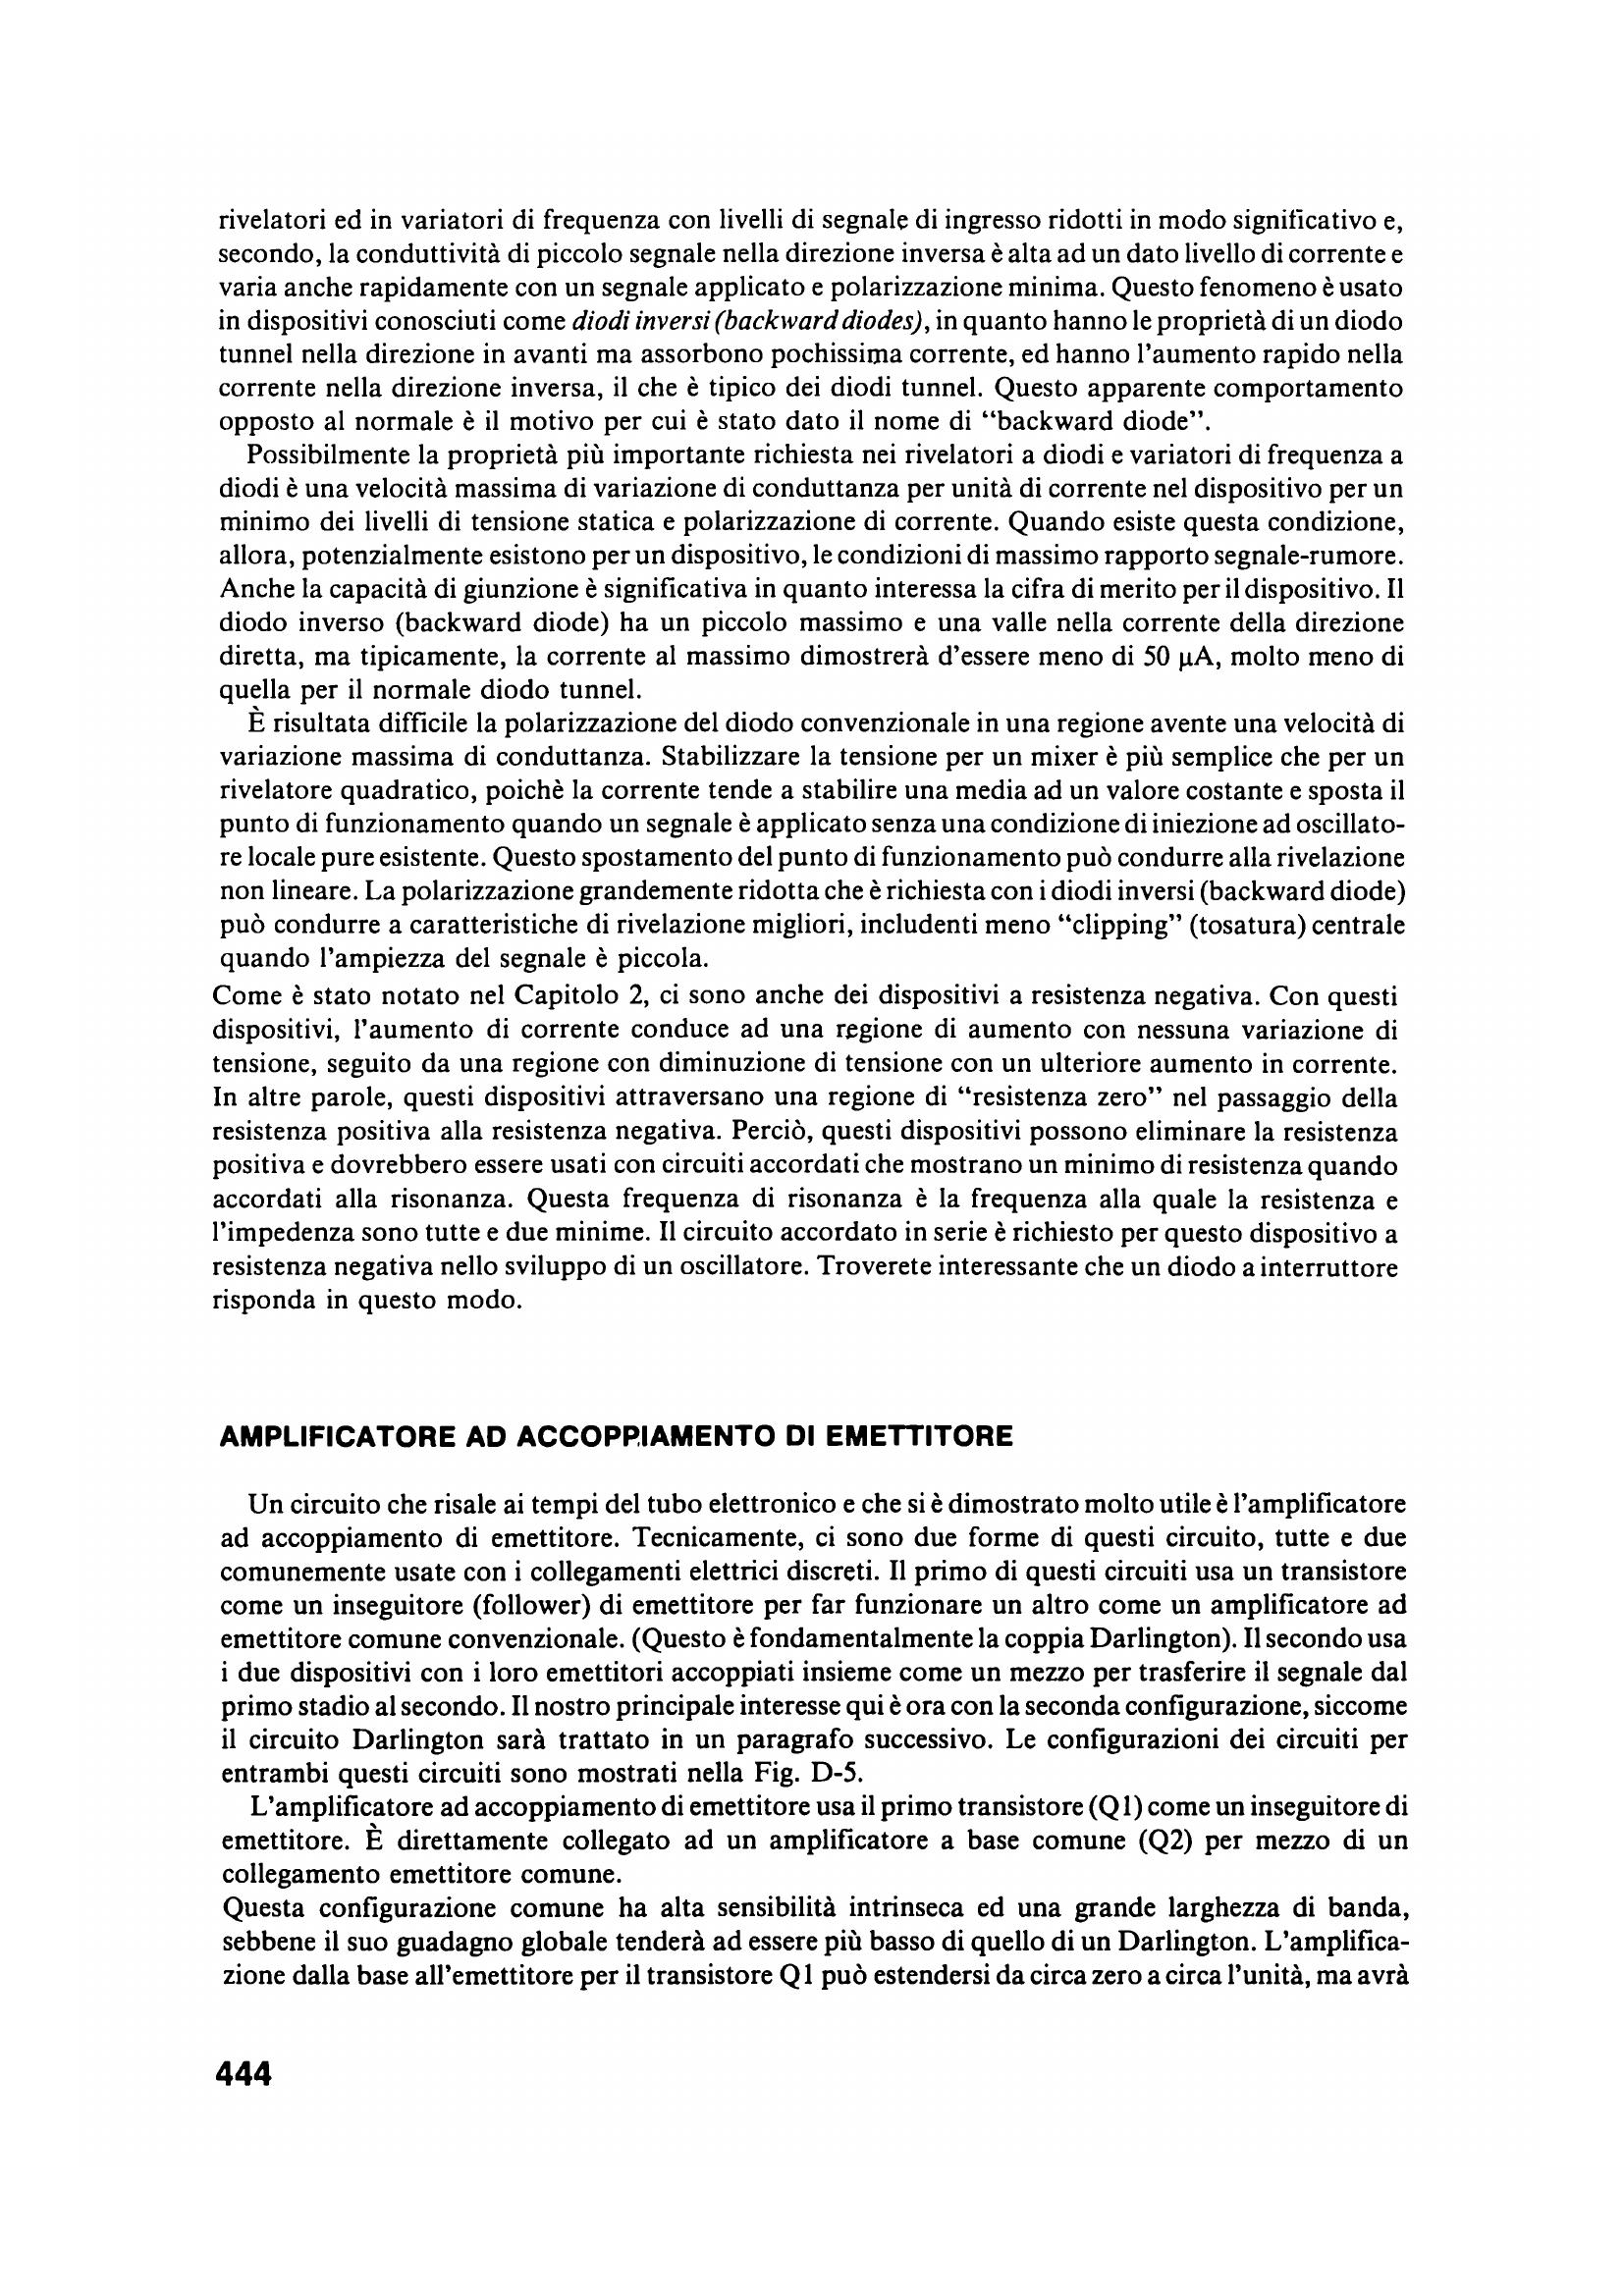 rivelatori ed in variatori di frequenza con livelli di segnale di ingresso ridotti in modo significativo e,
secondo, la conduttività di piccolo segnale nella direzione inversa è alta ad un dato livello di corrente e
varia anche rapidamente con un segnale applicato e polarizzazione minima. Questo fenomeno è usato
in dispositivi conosciuti come diodi inversi (backward diodes), in quanto hanno le proprietà di un diodo
tunnel nella direzione in avanti ma assorbono pochissima corrente, ed hanno l'aumento rapido nella
corrente nella direzione inversa, il che è tipico dei diodi tunnel. Questo apparente comportamento
opposto al normale è il motivo per cui è stato dato il nome di “backward diode”.
Possibilmente la proprietà più importante richiesta nei rivelatori a diodi e variatori di frequenza a
diodi è una velocità massima di variazione di conduttanza per unità di corrente nel dispositivo per un
minimo dei livelli di tensione statica e polarizzazione di corrente. Quando esiste questa condizione,
allora, potenzialmente esistono per un dispositivo, le condizioni di massimo rapporto segnale-rumore.
Anche la capacità di giunzione è significativa in quanto interessa la cifra di merito per il dispositivo. Il
diodo inverso (backward diode) ha un piccolo massimo e una valle nella corrente della direzione
diretta, ma tipicamente, la corrente al massimo dimostrerà d'essere meno di 50 µA, molto meno di
quella per il normale diodo tunnel.
È risultata difficile la polarizzazione del diodo convenzionale in una regione avente una velocità di
variazione massima di conduttanza. Stabilizzare la tensione per un mixer è più semplice che per un
rivelatore quadratico, poichè la corrente tende a stabilire una media ad un valore costante e sposta il
punto di funzionamento quando un segnale è applicato senza una condizione di iniezione ad oscillato-
re locale pure esistente. Questo spostamento del punto di funzionamento può condurre alla rivelazione
non lineare. La polarizzazione grandemente ridotta che è richiesta con i diodi inversi (backward diode)
può condurre a caratteristiche di rivelazione migliori, includenti meno “clipping” (tosatura) centrale
quando l'ampiezza del segnale è piccola.
Come è stato notato nel Capitolo 2, ci sono anche dei dispositivi a resistenza negativa. Con questi
dispositivi, l'aumento di corrente conduce ad una regione di aumento con nessuna variazione di
tensione, seguito da una regione con diminuzione di tensione con un ulteriore aumento in corrente.
In altre parole, questi dispositivi attraversano una regione di “resistenza zero” nel passaggio della
resistenza positiva alla resistenza negativa. Perciò, questi dispositivi possono eliminare la resistenza
positiva e dovrebbero essere usati con circuiti accordati che mostrano un minimo di resistenza quando
accordati alla risonanza. Questa frequenza di risonanza è la frequenza alla quale la resistenza e
l'impedenza sono tutte e due minime. Il circuito accordato in serie è richiesto per questo dispositivo a
resistenza negativa nello sviluppo di un oscillatore. Troverete interessante che un diodo a interruttore
risponda in questo modo.
AMPLIFICATORE AD ACCOPPIAMENTO DI EMETTITORE
Un circuito che risale ai tempi del tubo elettronico e che si è dimostrato molto utile è l'amplificatore
ad accoppiamento di emettitore. Tecnicamente, ci sono due forme di questi circuito, tutte e due
comunemente usate con i collegamenti elettrici discreti. Il primo di questi circuiti usa un transistore
come un inseguitore (follower) di emettitore per far funzionare un altro come un amplificatore ad
emettitore comune convenzionale. (Questo è fondamentalmente la coppia Darlington). Il secondo usa
i due dispositivi con i loro emettitori accoppiati insieme come un mezzo per trasferire il segnale dal
primo stadio al secondo. Il nostro principale interesse qui è ora con la seconda configurazione, siccome
il circuito Darlington sarà trattato in un paragrafo successivo. Le configurazioni dei circuiti per
entrambi questi circuiti sono mostrati nella Fig. D-5.
L'amplificatore ad accoppiamento di emettitore usa il primo transistore (Q1) come un inseguitore di
emettitore. È direttamente collegato ad un amplificatore a base comune (Q2) per mezzo di un
collegamento emettitore comune.
Questa configurazione comune ha alta sensibilità intrinseca ed una grande larghezza di banda,
sebbene il suo guadagno globale tenderà ad essere più basso di quello di un Darlington. L'amplifica-
zione dalla base all'emettitore per il transistore Q1 può estendersi da circa zero a circa l'unità, ma avrà
444